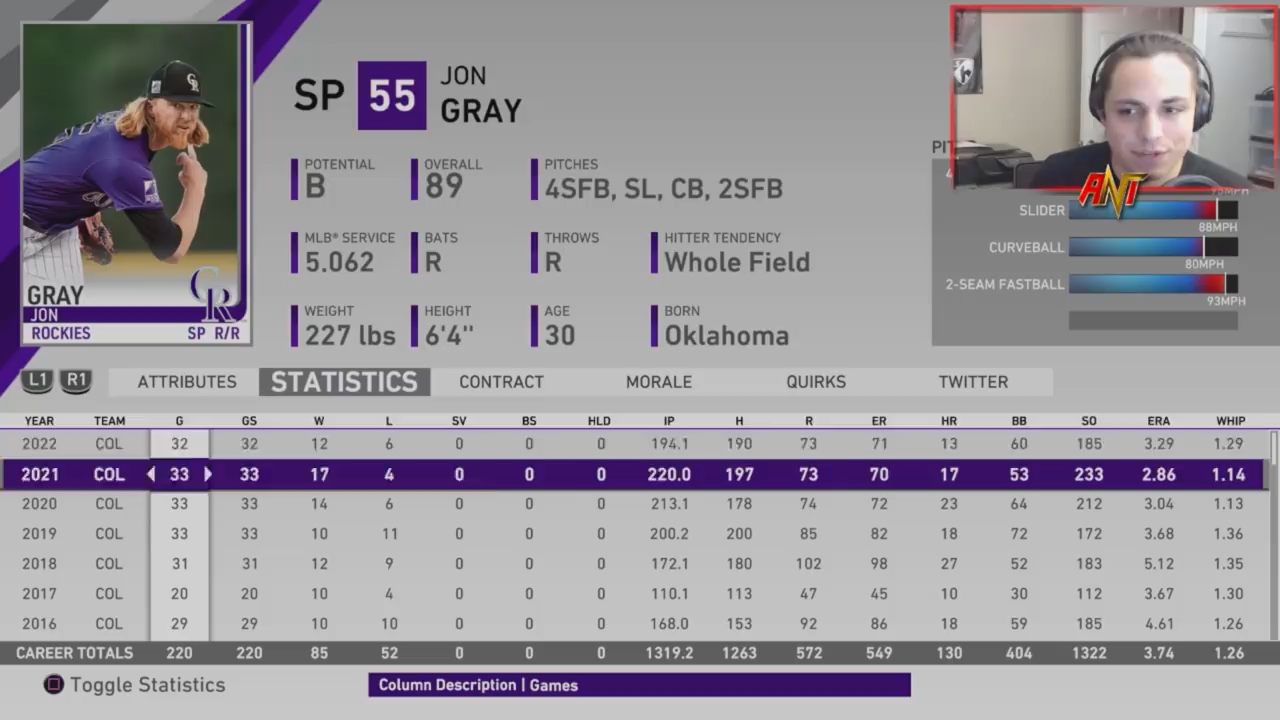 SP 55 JON GRAY
POTENTIAL
B
OVERALL
89
PITCHES
4SFB, SL, CB, 2SFB
MLB® SERVICE
5.062
BATS
R
THROWS
R
HITTER TENDENCY
Whole Field
WEIGHT
227 lbs
HEIGHT
6'4"
AGE
30
BORN
Oklahoma
CR
GRAY
JON
ROCKIES SP R/R
ANT
SLIDER
88MPH
CURVEBALL
80MPH
2-SEAM FASTBALL
93MPH
L1 R1 ATTRIBUTES STATISTICS CONTRACT MORALE QUIRKS TWITTER
YEAR TEAM G GS W L SV BS HLD IP H R ER HR BB SO ERA WHIP
2022 COL 32 32 12 6 0 0 0 194.1 190 73 71 13 60 185 3.29 1.29
2021 COL 33 33 17 4 0 0 0 220.0 197 73 70 17 53 233 2.86 1.14
2020 COL 33 33 14 6 0 0 0 213.1 178 74 72 23 64 212 3.04 1.13
2019 COL 33 33 10 11 0 0 0 200.2 200 85 82 18 72 172 3.68 1.36
2018 COL 31 31 12 9 0 0 0 172.1 180 102 98 27 52 183 5.12 1.35
2017 COL 20 20 10 4 0 0 0 110.1 113 47 45 10 30 112 3.67 1.30
2016 COL 29 29 10 10 0 0 0 168.0 153 92 86 18 59 185 4.61 1.26
CAREER TOTALS 220 220 85 52 0 0 0 1319.2 1263 572 549 130 404 1322 3.74 1.26
Toggle Statistics
Column Description | Games